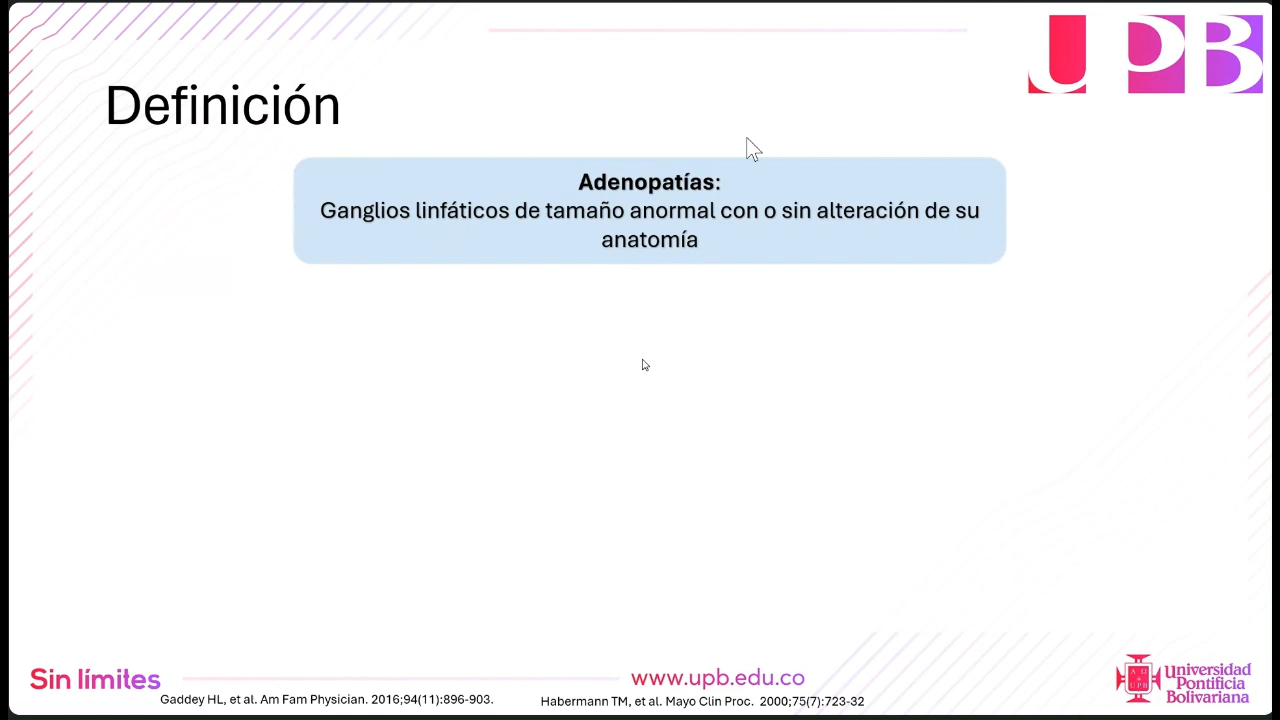 UPB
Definición
Adenopatías:
Ganglios linfáticos de tamaño anormal con o sin alteración de su
anatomía
Sin límites
www.upb.edu.co
Universidad
Pontificia
Bolivariana
Gaddey HL, et al. Am Fam Physician. 2016;94(11):896-903.
Habermann TM, et al. Mayo Clin Proc. 2000;75(7):723-32